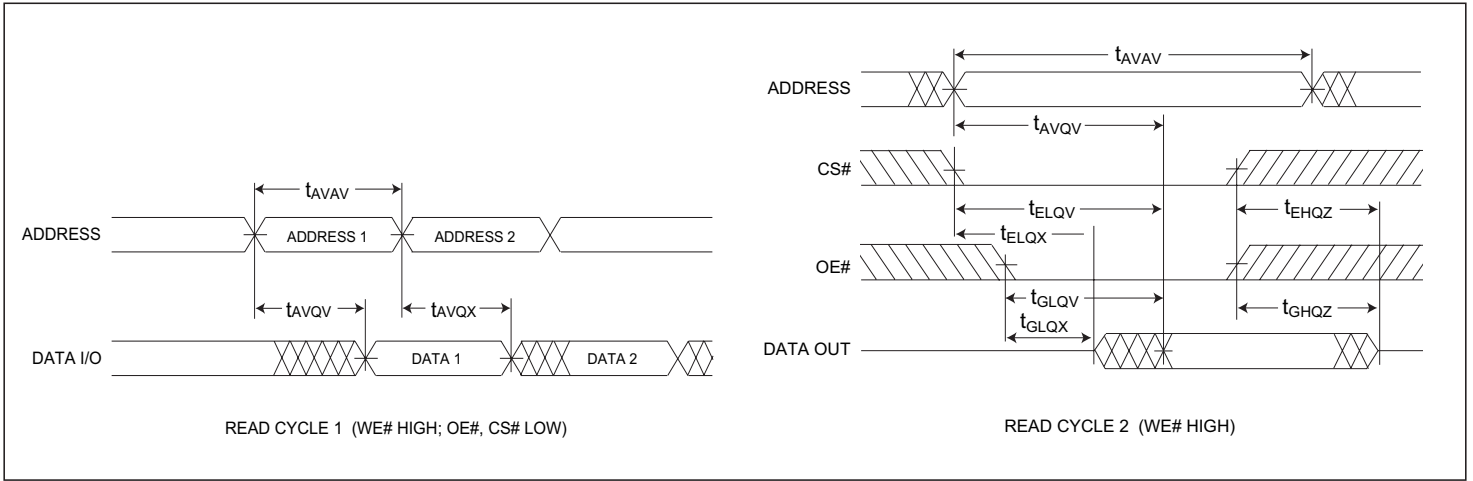 tAVAV
ADDRESS
ADDRESS 1
ADDRESS 2
tAVQV
tAVQX
DATA I/O
DATA 1
DATA 2
READ CYCLE 1 (WE# HIGH; OE#, CS# LOW)
tAVAV
ADDRESS
tAVQV
CS#
tELQV
tEHQZ
tELQX
OE#
tGLQV
tGHQZ
tGLQX
DATA OUT
READ CYCLE 2 (WE# HIGH)